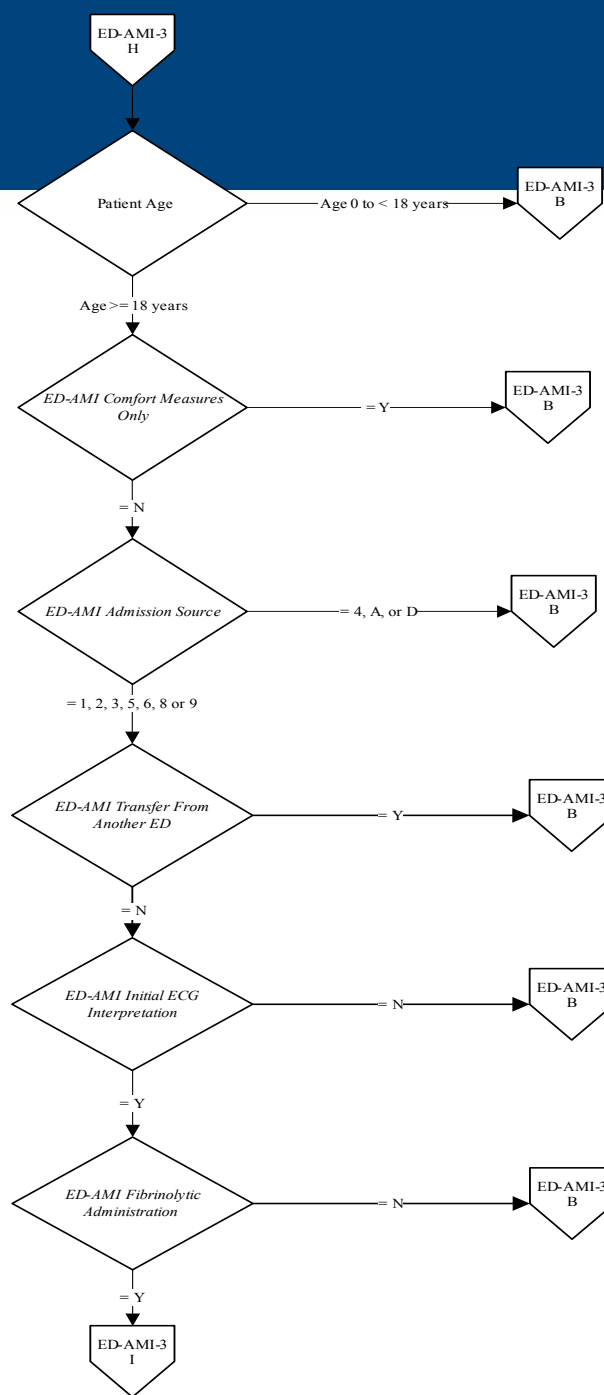 ED-AMI-3
H
Patient Age
Age 0 to < 18 years
ED-AMI-3
B
Age >= 18 years
ED-AMI Comfort Measures
Only
= Y
ED-AMI-3
B
= N
ED-AMI Admission Source
= 4, A, or D
ED-AMI-3
B
= 1, 2, 3, 5, 6, 8 or 9
ED-AMI Transfer From
Another ED
= Y
ED-AMI-3
B
= N
ED-AMI Initial ECG
Interpretation
= N
ED-AMI-3
B
= Y
ED-AMI Fibrinolytic
Administration
= N
ED-AMI-3
B
= Y
ED-AMI-3
I